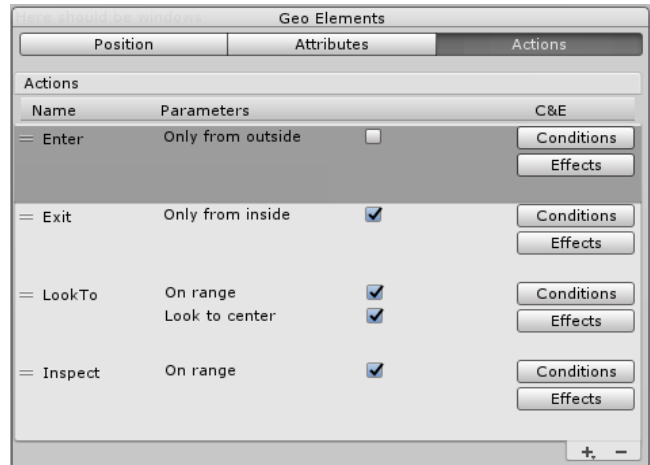 Here should be windows
Geo Elements
Position Attributes Actions
Actions
Name Parameters C&E
Enter Only from outside Conditions
Effects
Exit Only from inside Conditions
Effects
LookTo On range Conditions
Look to center Effects
Inspect On range Conditions
Effects
+ −